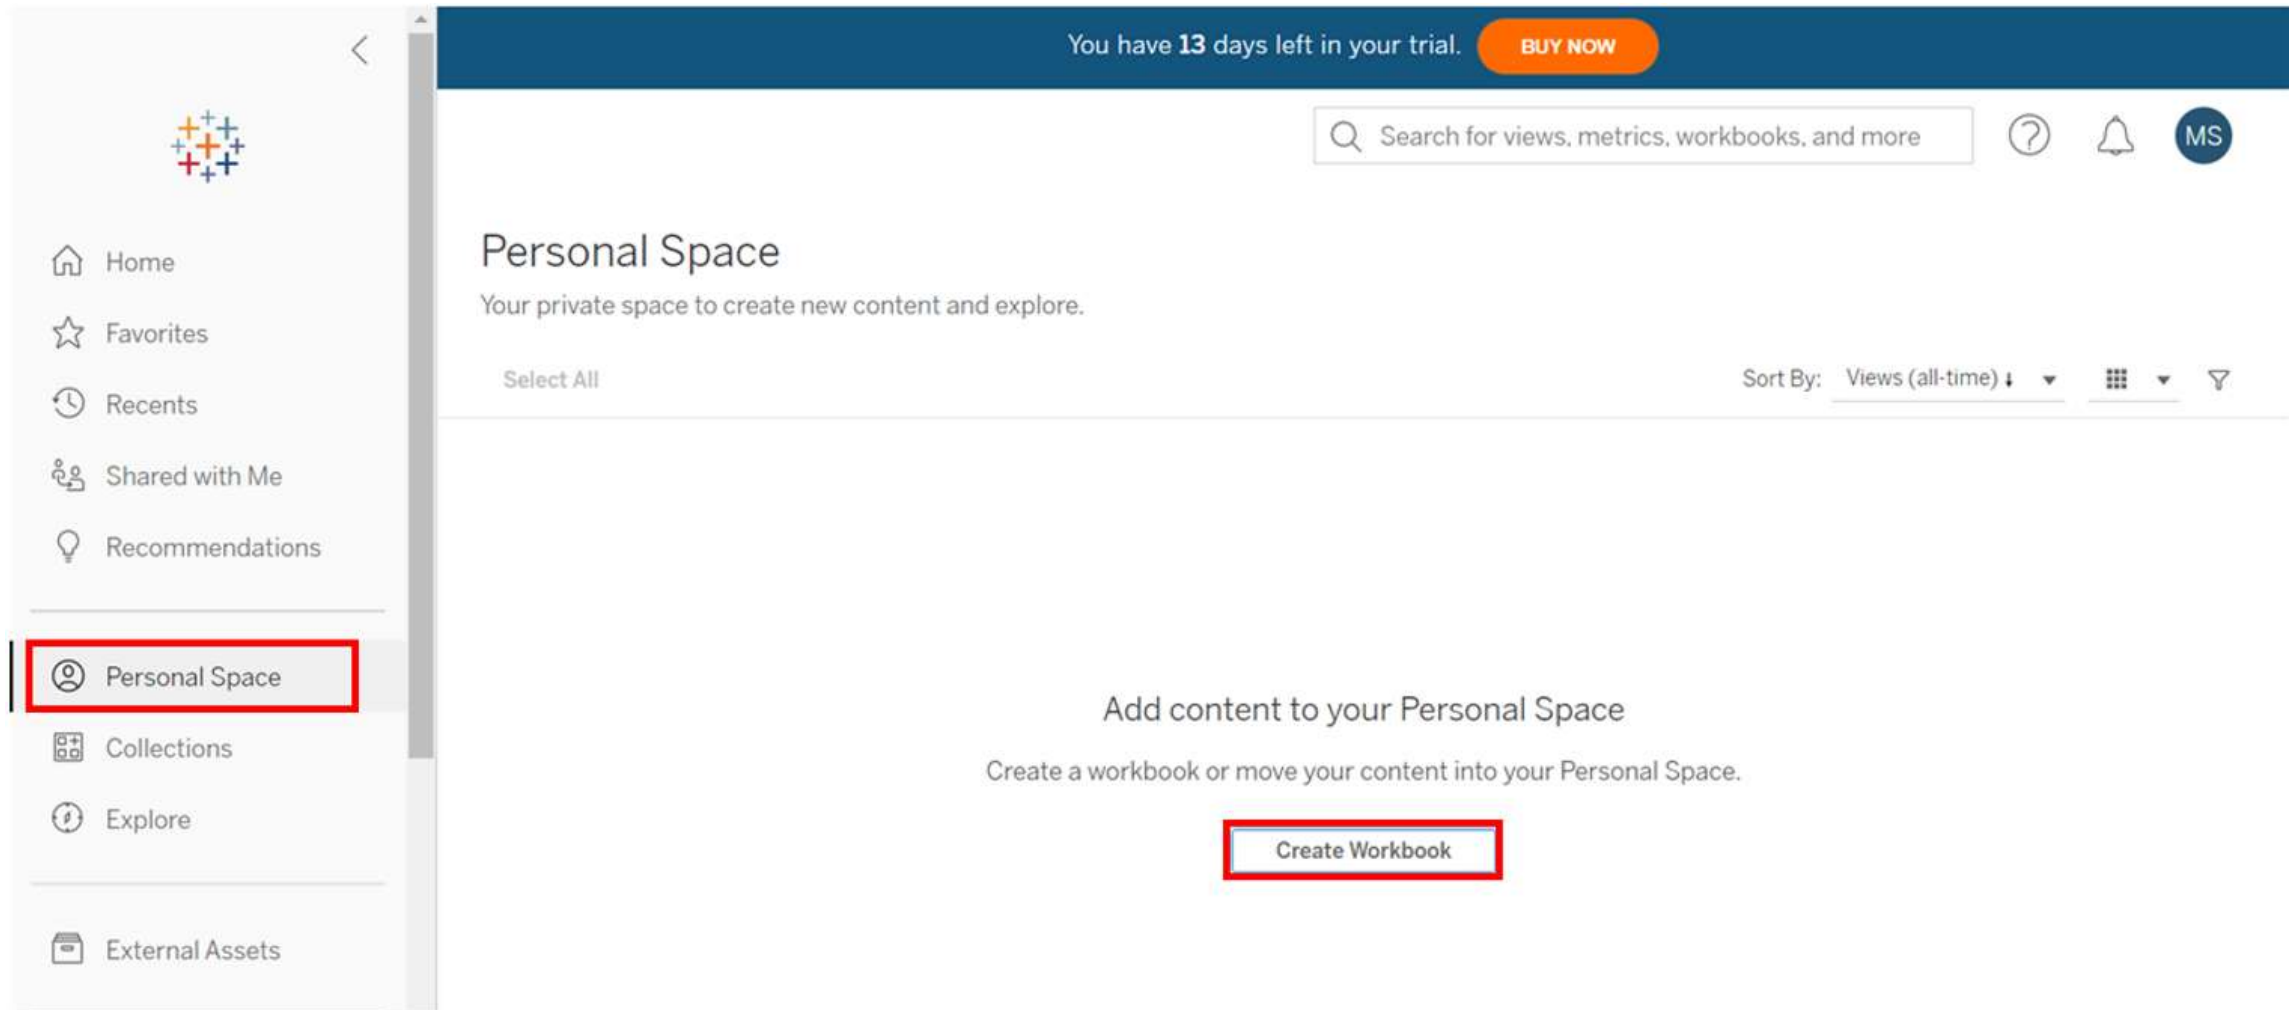 You have 13 days left in your trial. BUY NOW
Search for views, metrics, workbooks, and more MS
Home
Favorites
Recents
Shared with Me
Recommendations
Personal Space
Collections
Explore
External Assets
Personal Space
Your private space to create new content and explore.
Select All Sort By: Views (all-time)↓
Add content to your Personal Space
Create a workbook or move your content into your Personal Space.
Create Workbook